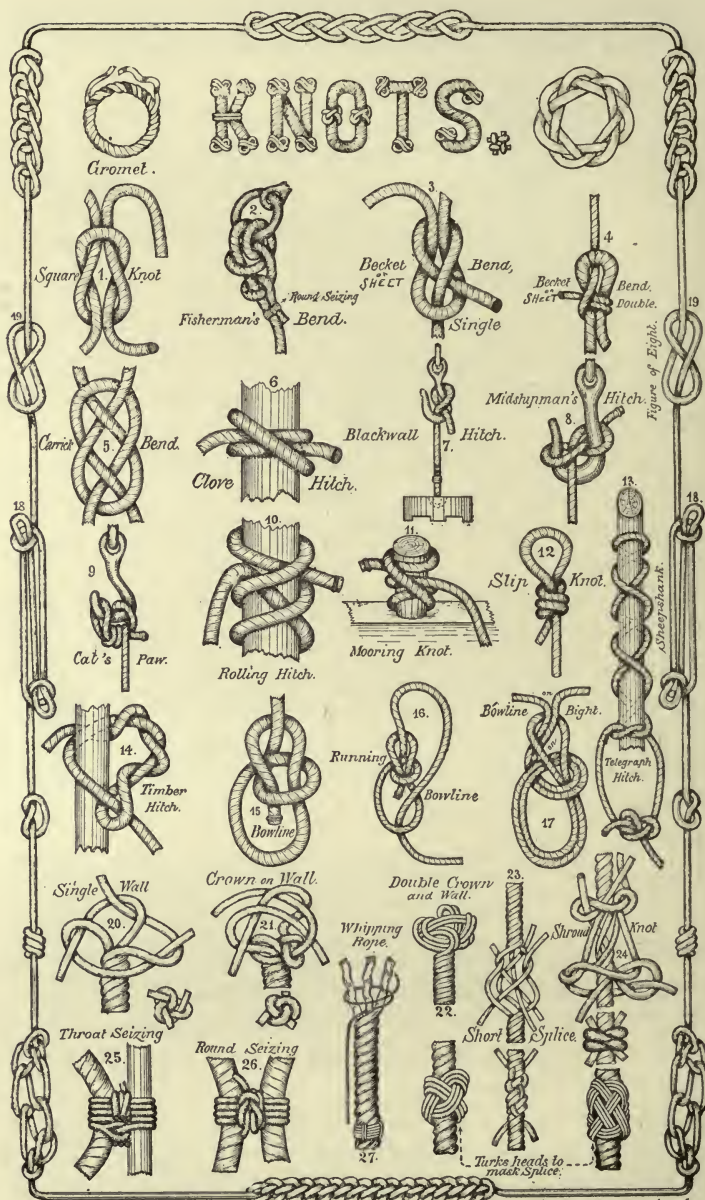 KNOTS.
Gromet.
Square 1. Knot
2.
Round Seizing
Fisherman's Bend.
3.
Becket Bend,
or
SHEET
Single
4
Becket Bend,
or
SHEET Double.
19
19
Figure of Eight.
Carrick 5. Bend.
6
Clove Hitch.
Blackwall Hitch.
7.
Midshipman's Hitch.
8.
18
18.
9
Cat's Paw.
10.
Rolling Hitch.
11.
Mooring Knot.
12
Slip Knot.
13.
Sheepshank.
Telegraph
Hitch.
14.
Timber
Hitch.
15
Bowline
16.
Running
Bowline
Bowline on Bight.
an
17
Single Wall
20.
Crown on Wall.
21.
Double Crown
and Wall.
22.
Whipping
Rope.
27.
23.
Short Splice.
Shroud Knot
24
Throat Seizing
25.
Round Seizing
26.
Turks heads to
mask Splice.